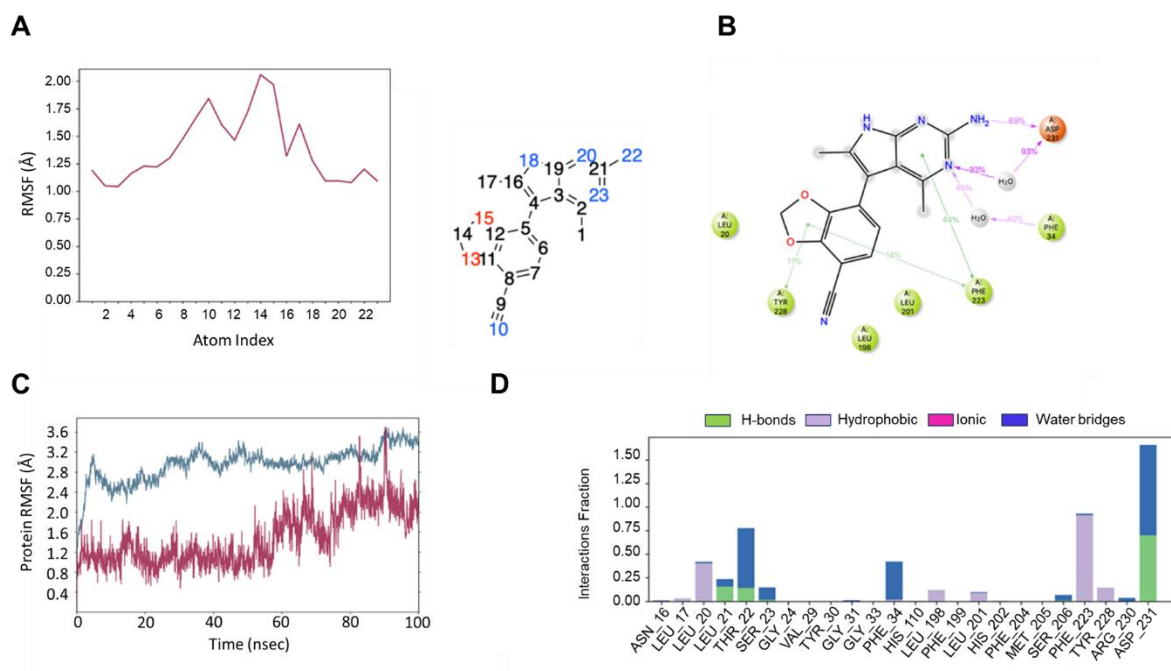 A
B
RMSF (Å)
2.00
1.75
1.50
1.25
1.00
0.75
0.50
0.25
0.00
2 4 6 8 10 12 14 16 18 20 22
Atom Index
18 19 20 21 22
17 16 3 23
4 2
15 5 1
14 12 6
13 11 7
8
9
10
H
N N NH₂ 69% A: ASP 231
N 93% 93%
H₂O
40%
H₂O 40% A: PHE 34
44%
O
O
A: LEU 20
11% 14%
A: TYR 228
A: LEU 201
A: PHE 223
N
A: LEU 198
C
D
Protein RMSF (Å)
3.6
3.2
2.8
2.4
2.0
1.6
1.2
0.8
0.4
0 20 40 60 80 100
Time (nsec)
H-bonds Hydrophobic Ionic Water bridges
Interactions Fraction
1.50
1.25
1.00
0.75
0.50
0.25
0.00
ASN_16
LEU_17
LEU_20
LEU_21
THR_22
SER_23
GLY_24
VAL_29
TYR_30
GLY_31
GLY_33
PHE_34
HIS_110
LEU_198
PHE_199
LEU_201
HIS_202
PHE_204
MET_205
SER_206
PHE_223
TYR_228
ARG_230
ASP_231